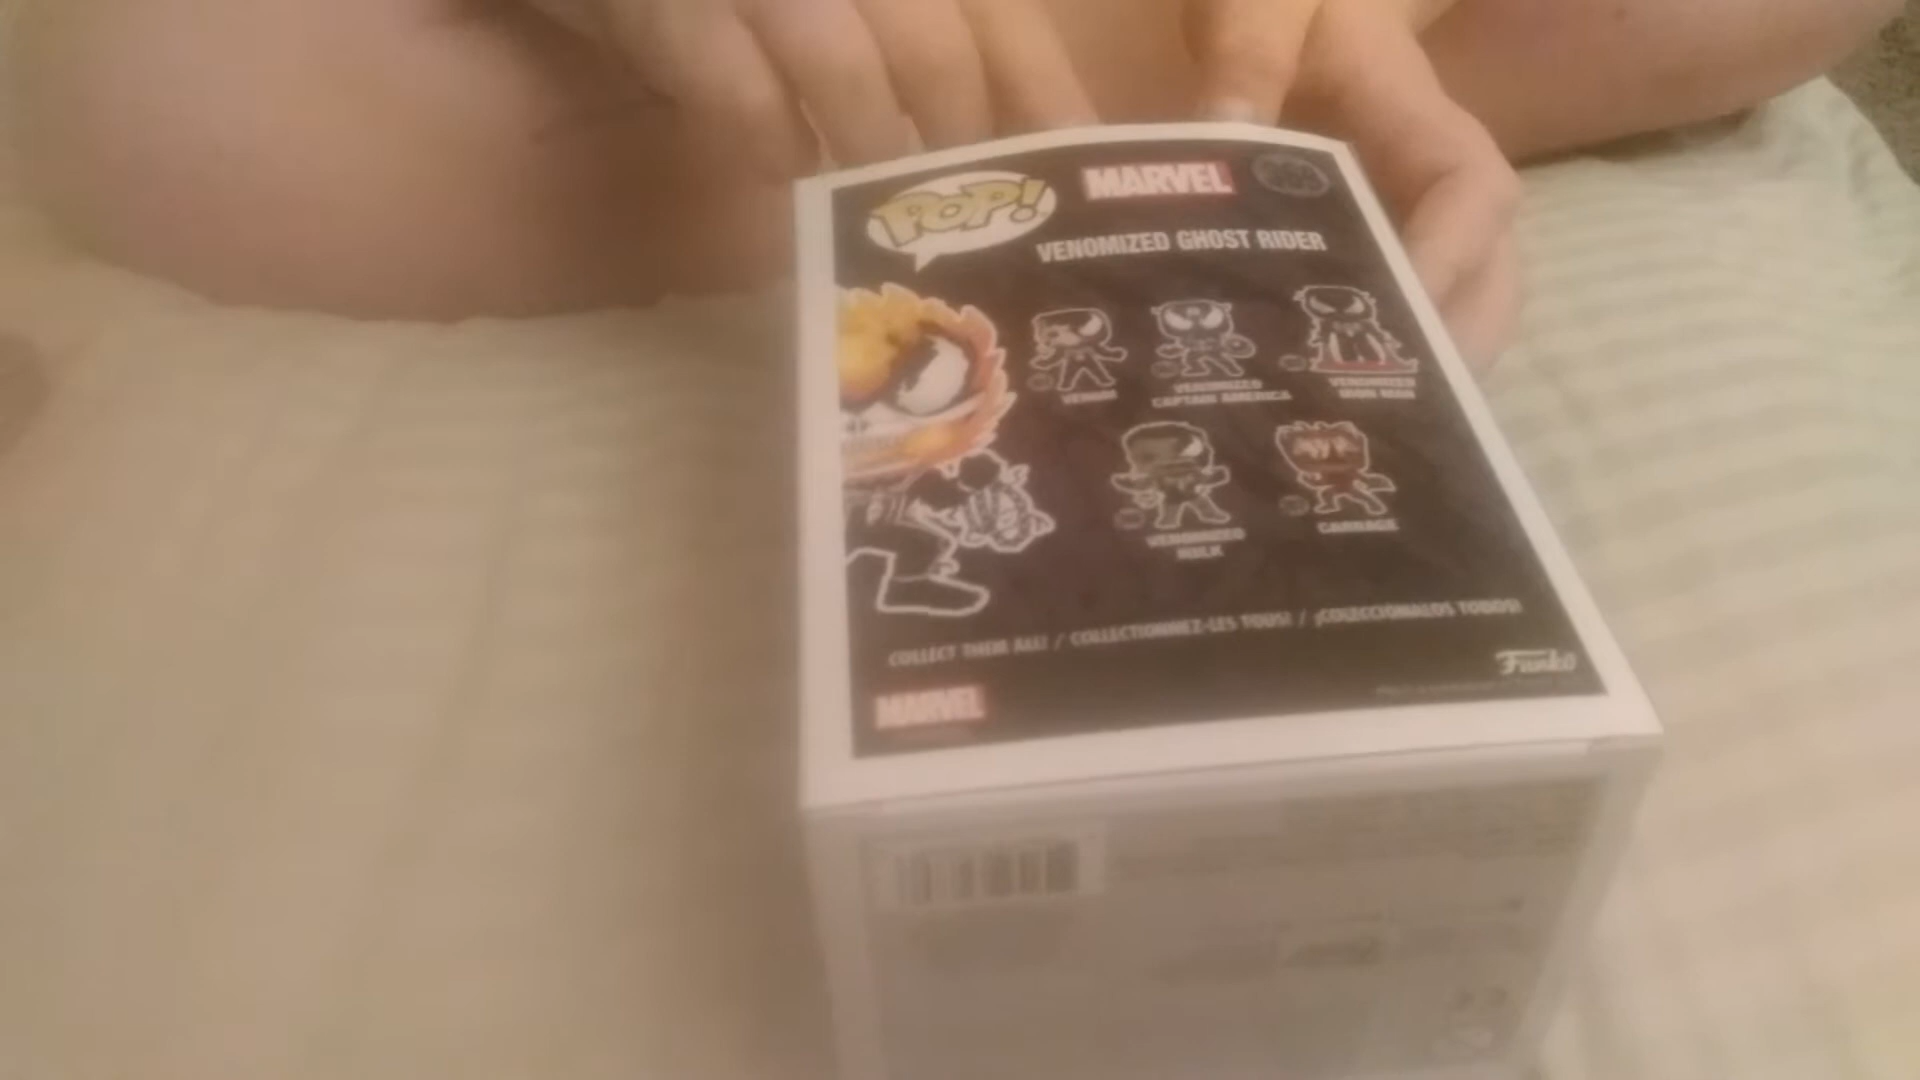 POP!
MARVEL
VENOMIZED GHOST RIDER
VENOM
VENOMIZED
CAPTAIN AMERICA
VENOMIZED
IRON MAN
VENOMIZED
HULK
CARNAGE
COLLECT THEM ALL! / COLLECTIONNEZ-LES TOUS! / ¡COLECCIÓNALOS TODOS!
Funko
MARVEL